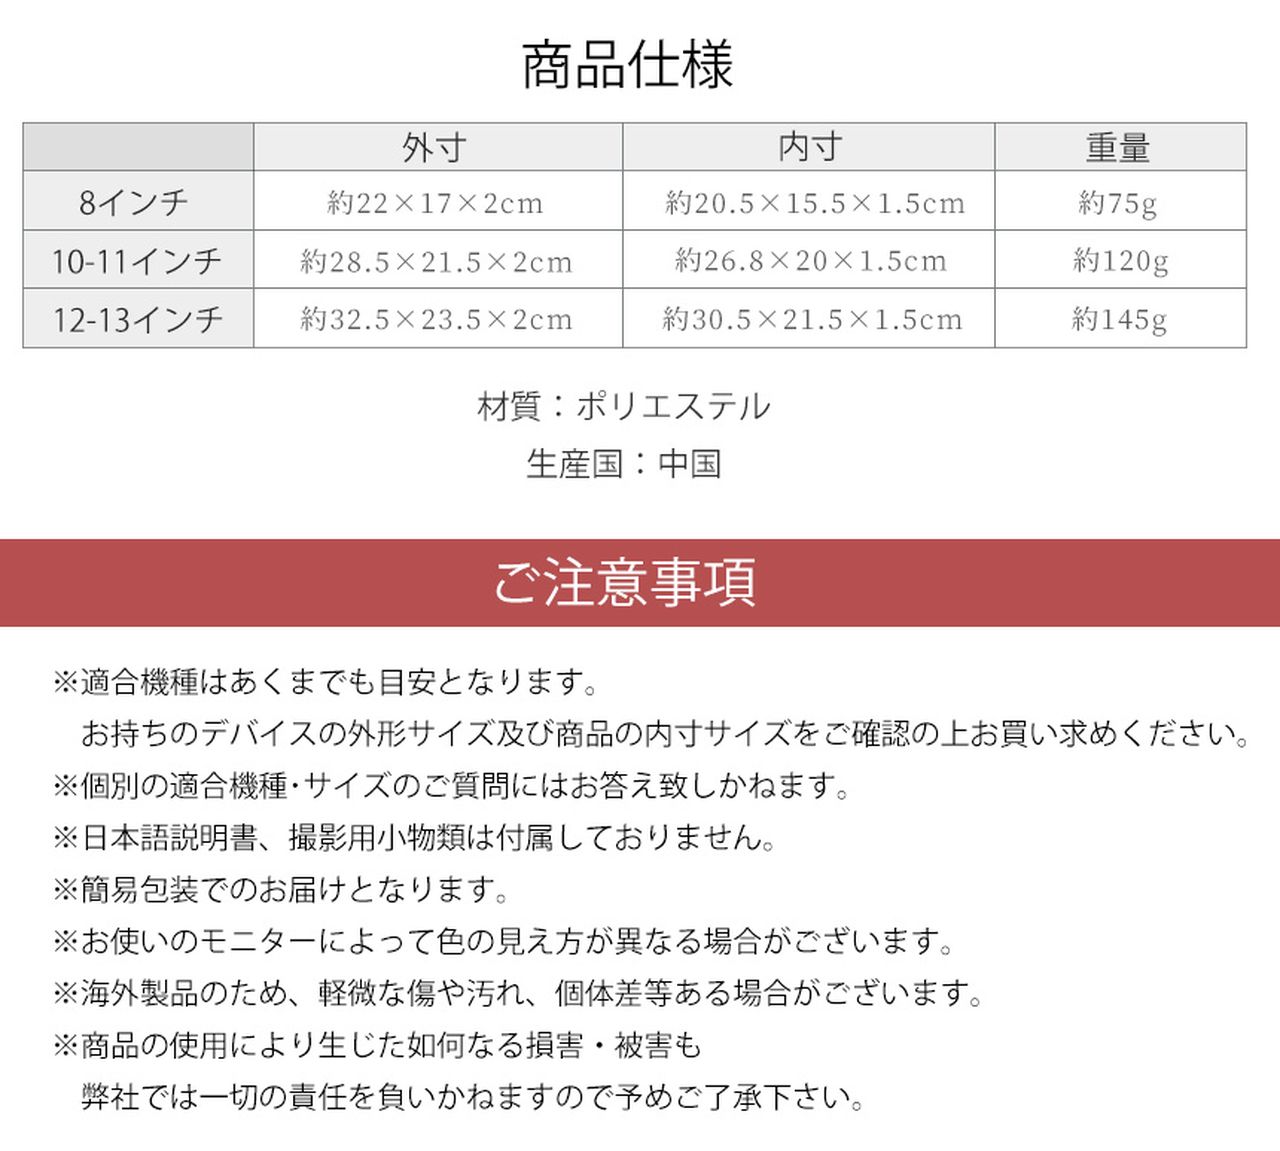 商品仕様
外寸 内寸 重量
8インチ 約22×17×2cm 約20.5×15.5×1.5cm 約75g
10-11インチ 約28.5×21.5×2cm 約26.8×20×1.5cm 約120g
12-13インチ 約32.5×23.5×2cm 約30.5×21.5×1.5cm 約145g
材質：ポリエステル
生産国：中国
ご注意事項
※適合機種はあくまでも目安となります。
お持ちのデバイスの外形サイズ及び商品の内寸サイズをご確認の上お買い求めください。
※個別の適合機種･サイズのご質問にはお答え致しかねます。
※日本語説明書、撮影用小物類は付属しておりません。
※簡易包装でのお届けとなります。
※お使いのモニターによって色の見え方が異なる場合がございます。
※海外製品のため、軽微な傷や汚れ、個体差等ある場合がございます。
※商品の使用により生じた如何なる損害・被害も
弊社では一切の責任を負いかねますので予めご了承下さい。